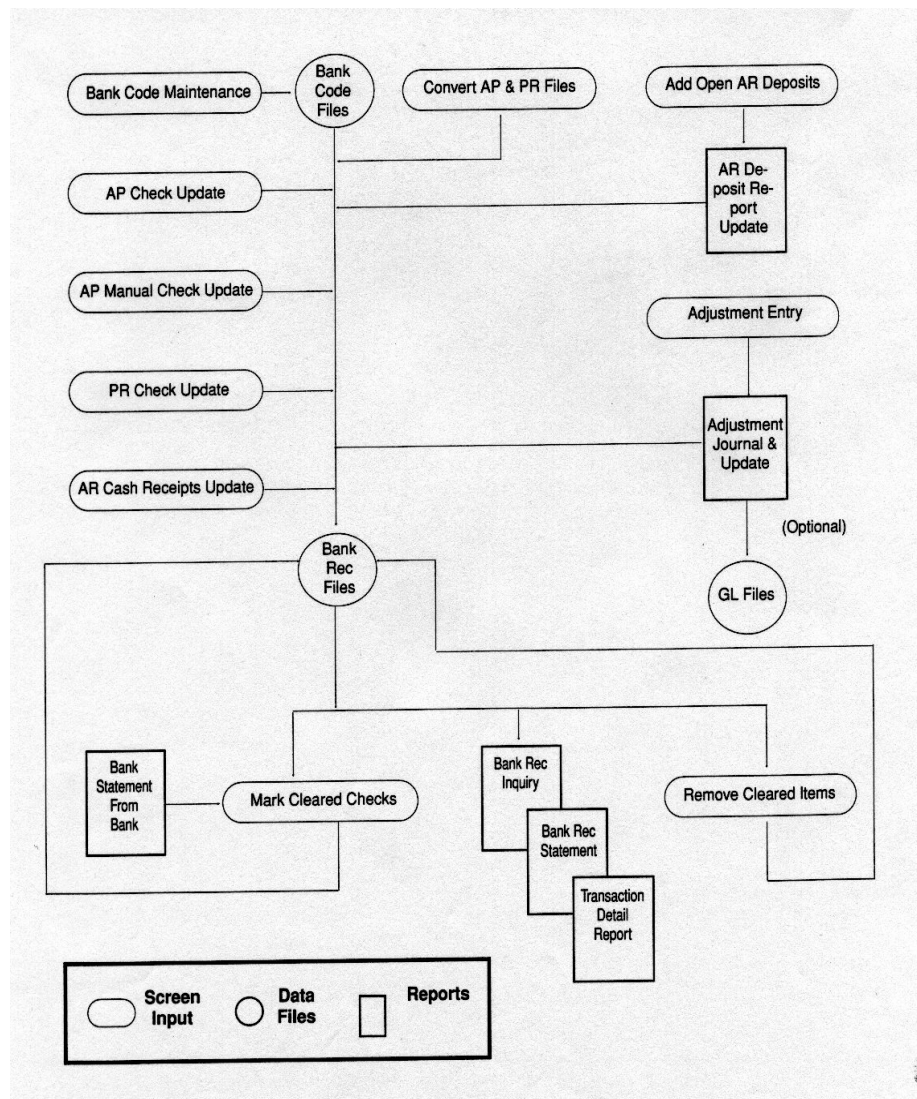 Bank
Code
Files
Bank Code Maintenance
Convert AP & PR Files
Add Open AR Deposits
AP Check Update
AR De-
posit Re-
port
Update
AP Manual Check Update
Adjustment Entry
PR Check Update
Adjustment
Journal &
Update
AR Cash Receipts Update
(Optional)
Bank
Rec
Files
GL Files
Bank
Statement
From
Bank
Mark Cleared Checks
Bank Rec
Inquiry
Bank Rec
Statement
Transaction
Detail
Report
Remove Cleared Items
Screen
Input
Data
Files
Reports